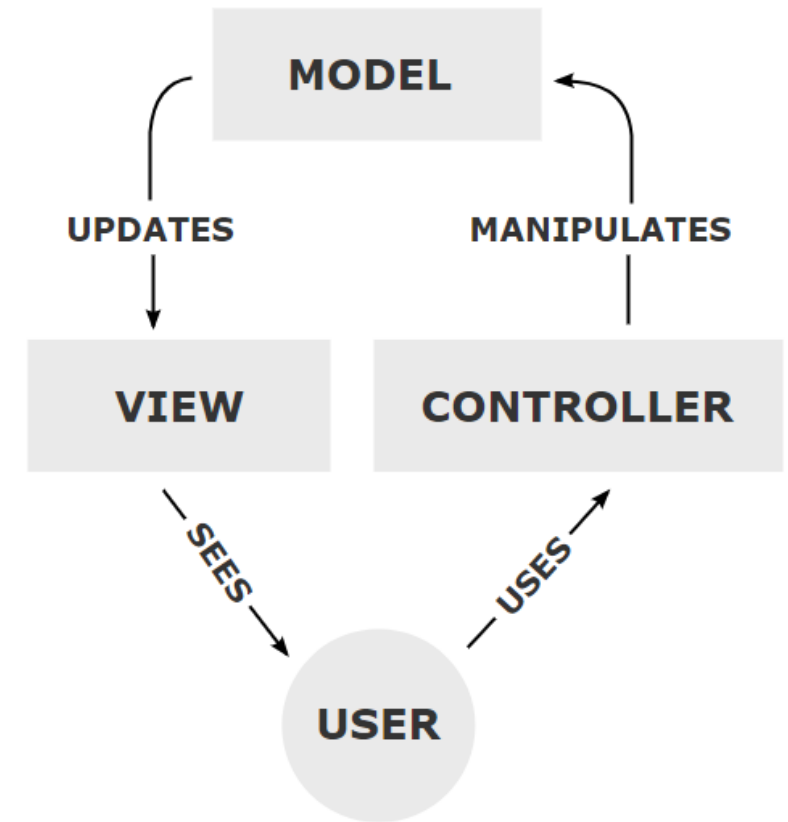 MODEL
UPDATES
MANIPULATES
VIEW
CONTROLLER
SEES
USES
USER